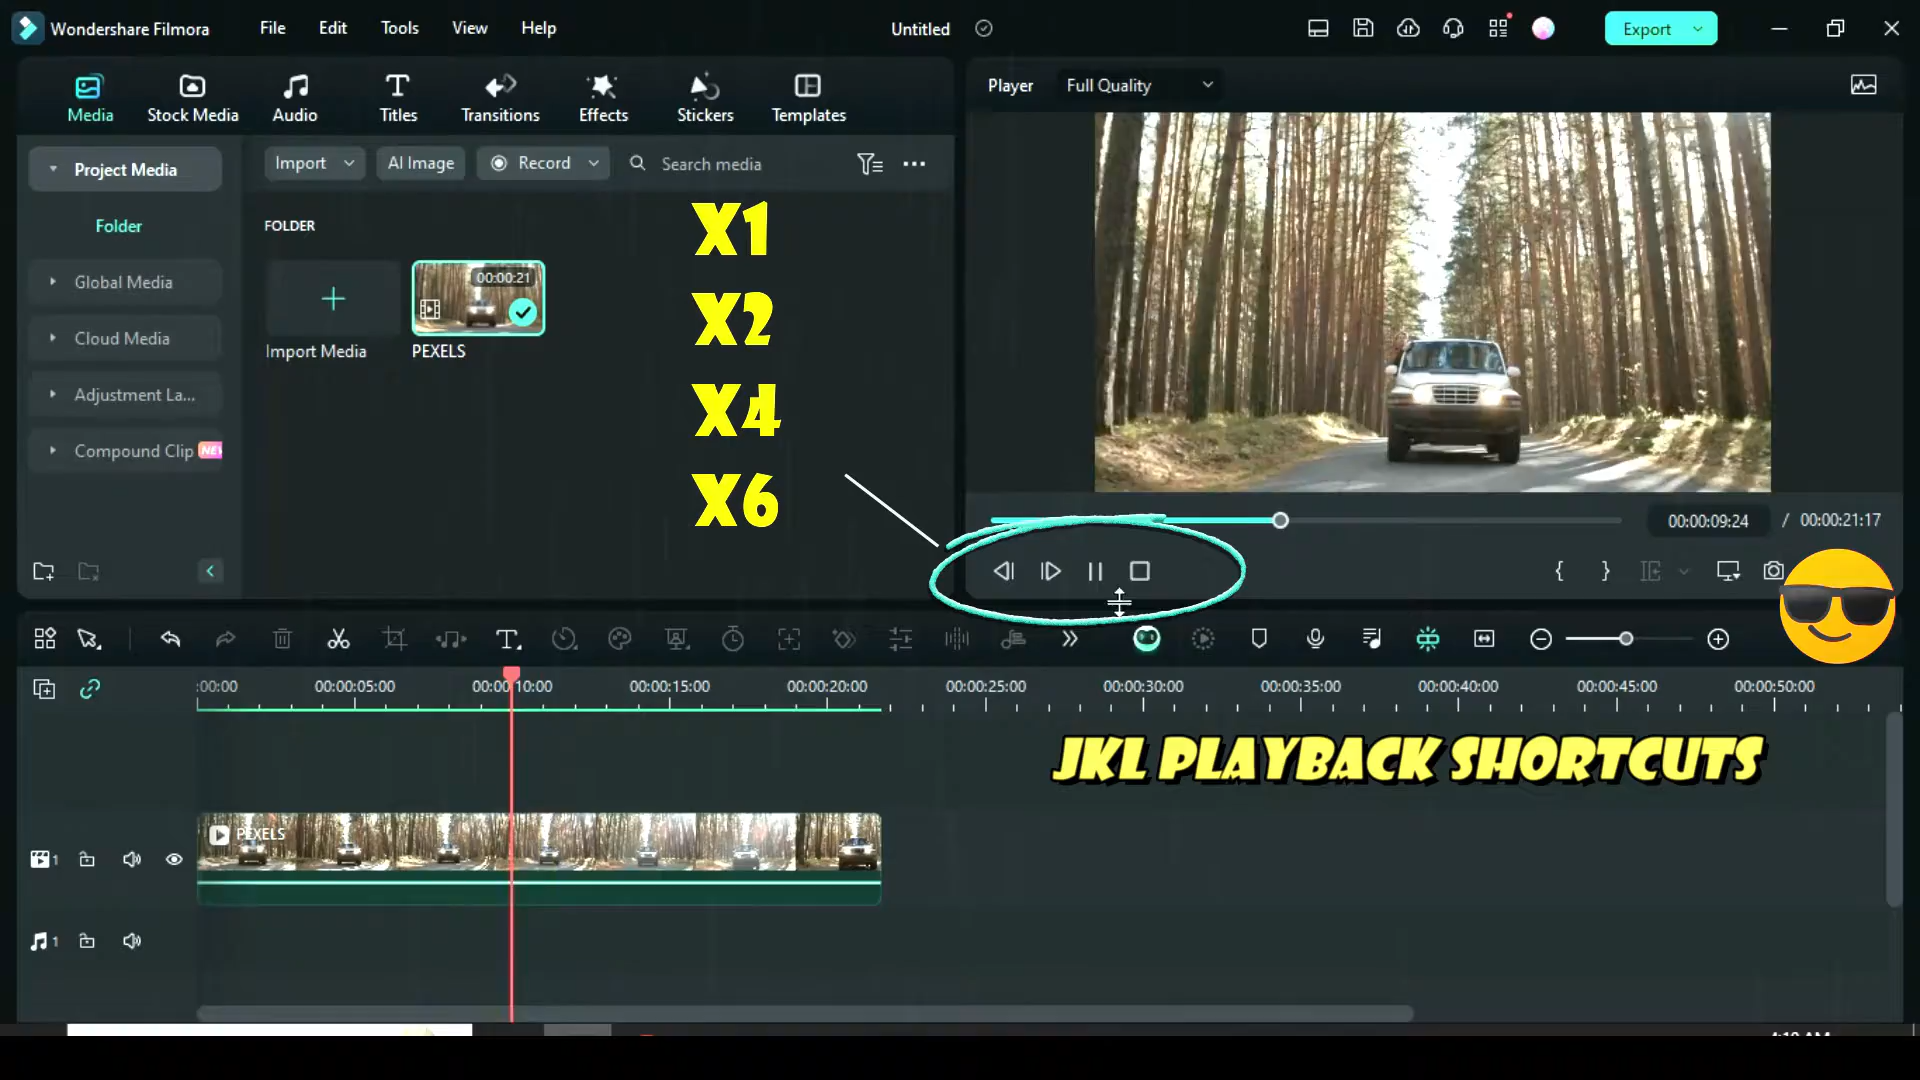 Wondershare Filmora File Edit Tools View Help Untitled Export
Media Stock Media Audio Titles Transitions Effects Stickers Templates
Player Full Quality
Project Media
Import AI Image Record Search media
Folder
FOLDER
Global Media
Cloud Media
Adjustment La...
Compound Clip NEW
00:00:21
Import Media PEXELS
X1
X2
X4
X6
00:00:09:24 / 00:00:21:17
:00:00 00:00:05:00 00:00:10:00 00:00:15:00 00:00:20:00 00:00:25:00 00:00:30:00 00:00:35:00 00:00:40:00 00:00:45:00 00:00:50:00
JKL PLAYBACK SHORTCUTS
PEXELS
1
1